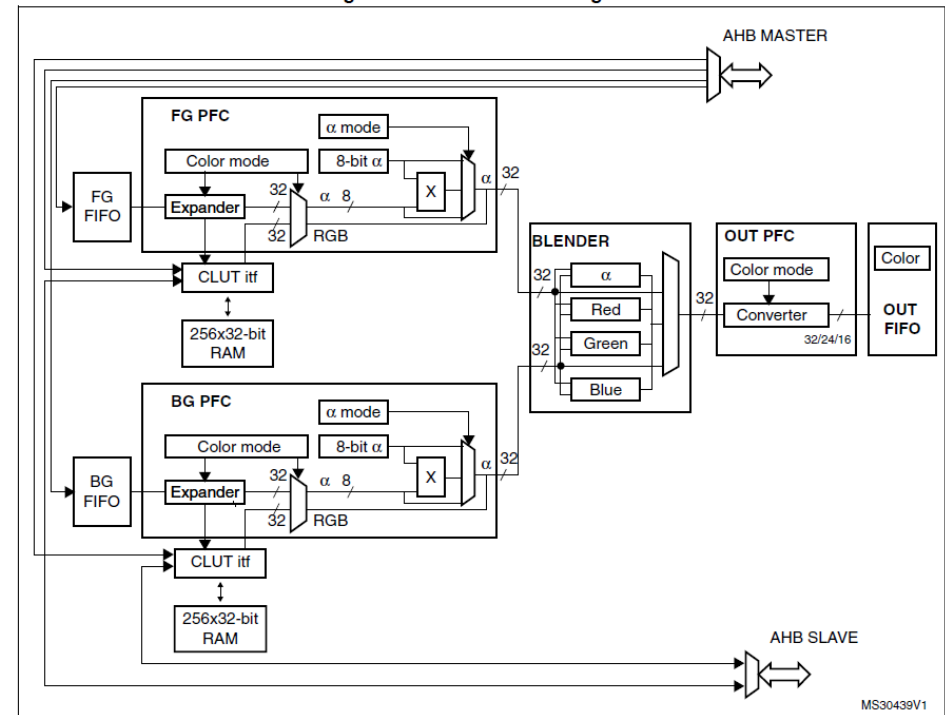 AHB MASTER
FG PFC
α mode
Color mode
8-bit α
FG
FIFO
Expander
32
α
8
X
α
32
32
RGB
CLUT itf
256x32-bit
RAM
BLENDER
32
α
Red
Green
32
Blue
32
OUT PFC
Color mode
Converter
32/24/16
Color
OUT
FIFO
BG PFC
α mode
Color mode
8-bit α
BG
FIFO
Expander
32
α
8
X
α
32
32
RGB
CLUT itf
256x32-bit
RAM
AHB SLAVE
MS30439V1